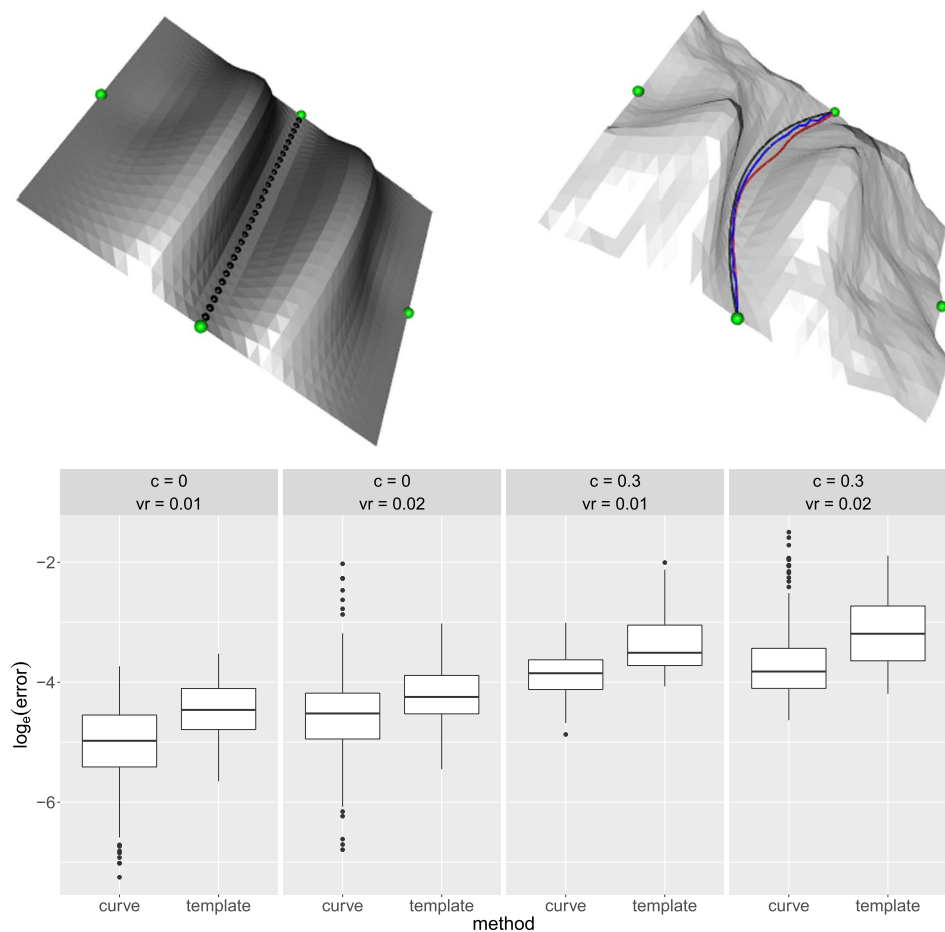 c = 0
vr = 0.01
c = 0
vr = 0.02
c = 0.3
vr = 0.01
c = 0.3
vr = 0.02
−2
−4
−6
logₑ(error)
curve template
curve template
curve template
curve template
method